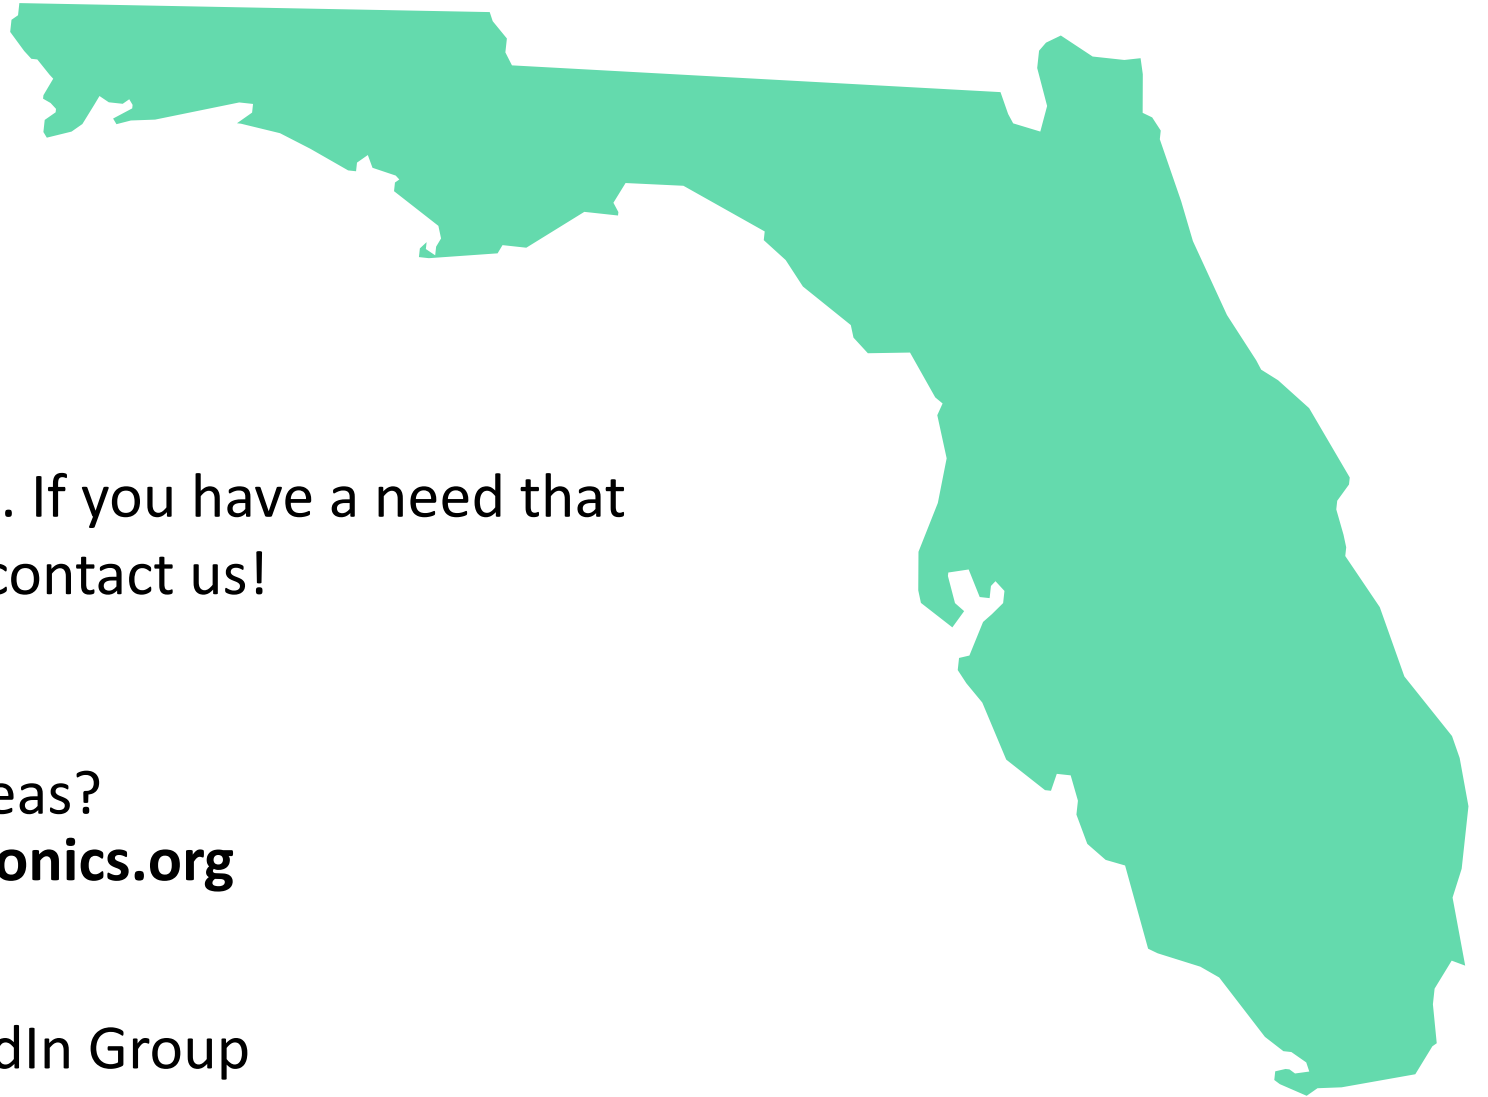 . If you have a need that
contact us!
eas?
onics.org
dIn Group